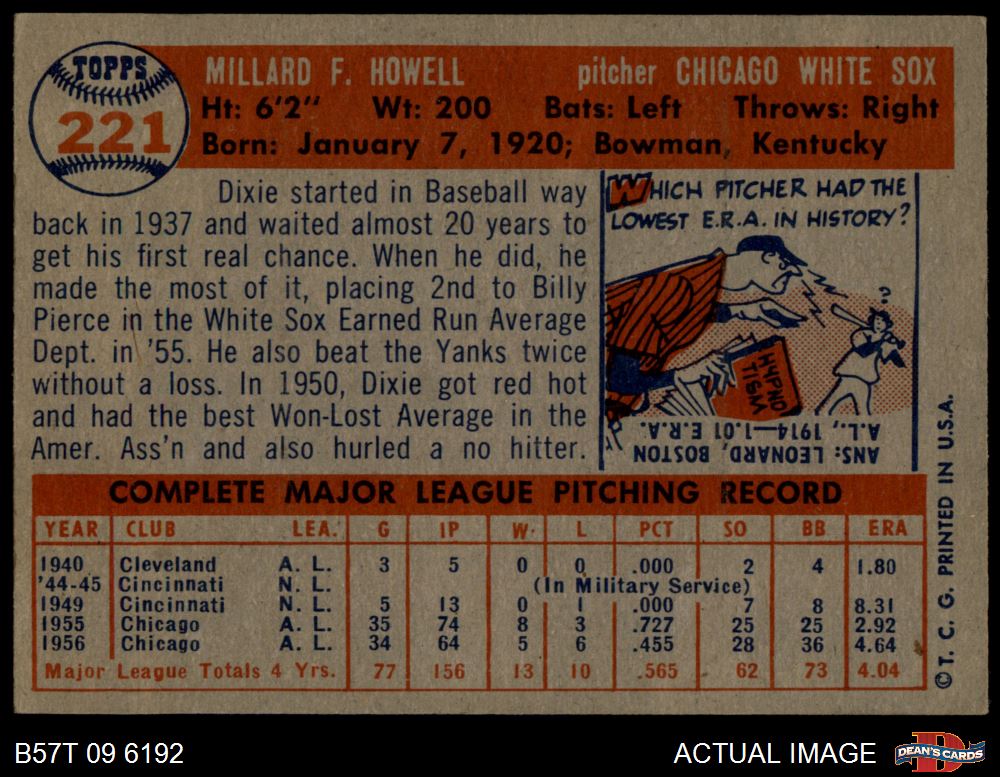 TOPPS
221
MILLARD F. HOWELL pitcher CHICAGO WHITE SOX
Ht: 6'2" Wt: 200 Bats: Left Throws: Right
Born: January 7, 1920; Bowman, Kentucky
Dixie started in Baseball way
back in 1937 and waited almost 20 years to
get his first real chance. When he did, he
made the most of it, placing 2nd to Billy
Pierce in the White Sox Earned Run Average
Dept. in '55. He also beat the Yanks twice
without a loss. In 1950, Dixie got red hot
and had the best Won-Lost Average in the
Amer. Ass'n and also hurled a no hitter.
WHICH PITCHER HAD THE
LOWEST E.R.A. IN HISTORY?
?
HYPNO
TISM
ANS: LEONARD, BOSTON
A.L., 1914—1.01 E.R.A.
COMPLETE MAJOR LEAGUE PITCHING RECORD
YEAR CLUB LEA. G IP W L PCT SO BB ERA
1940 Cleveland A. L. 3 5 0 0 .000 2 4 1.80
'44-45 Cincinnati N. L. (In Military Service)
1949 Cincinnati N. L. 5 13 0 1 .000 7 8 8.31
1955 Chicago A. L. 35 74 8 3 .727 25 25 2.92
1956 Chicago A. L. 34 64 5 6 .455 28 36 4.64
Major League Totals 4 Yrs. 77 156 13 10 .565 62 73 4.04
© T. C. G. PRINTED IN U.S.A.
B57T 09 6192 ACTUAL IMAGE
D
DEAN'S CARDS